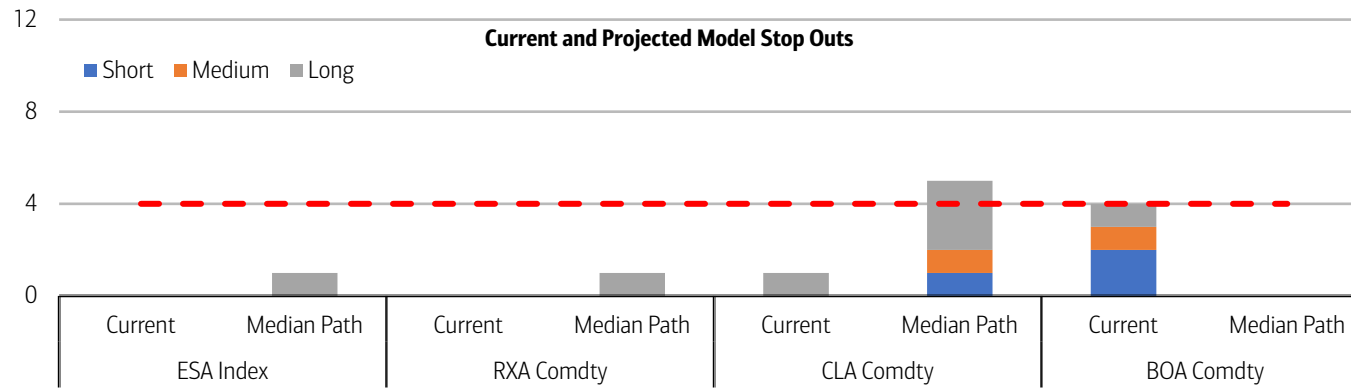 Current and Projected Model Stop Outs
Short Medium Long
12
8
4
0
Current Median Path Current Median Path Current Median Path Current Median Path
ESA Index RXA Comdty CLA Comdty BOA Comdty